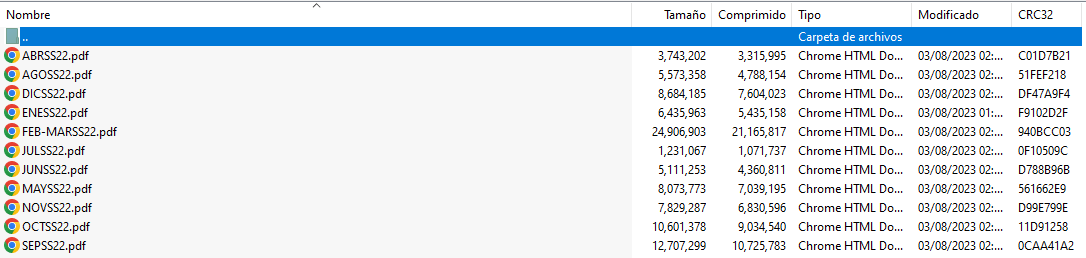 Nombre Tamaño Comprimido Tipo Modificado CRC32
.. Carpeta de archivos
ABRSS22.pdf 3,743,202 3,315,995 Chrome HTML Do... 03/08/2023 02:... C01D7B21
AGOSS22.pdf 5,573,358 4,788,154 Chrome HTML Do... 03/08/2023 02:... 51FEF218
DICSS22.pdf 8,684,185 7,604,023 Chrome HTML Do... 03/08/2023 02:... DF47A9F4
ENESS22.pdf 6,435,963 5,435,158 Chrome HTML Do... 03/08/2023 01:... F9102D2F
FEB-MARSS22.pdf 24,906,903 21,165,817 Chrome HTML Do... 03/08/2023 02:... 940BCC03
JULSS22.pdf 1,231,067 1,071,737 Chrome HTML Do... 03/08/2023 02:... 0F10509C
JUNSS22.pdf 5,111,253 4,360,811 Chrome HTML Do... 03/08/2023 02:... D788B96B
MAYSS22.pdf 8,073,773 7,039,195 Chrome HTML Do... 03/08/2023 02:... 561662E9
NOVSS22.pdf 7,829,287 6,830,596 Chrome HTML Do... 03/08/2023 02:... D99E799E
OCTSS22.pdf 10,601,378 9,034,540 Chrome HTML Do... 03/08/2023 02:... 11D91258
SEPSS22.pdf 12,707,299 10,725,783 Chrome HTML Do... 03/08/2023 02:... 0CAA41A2